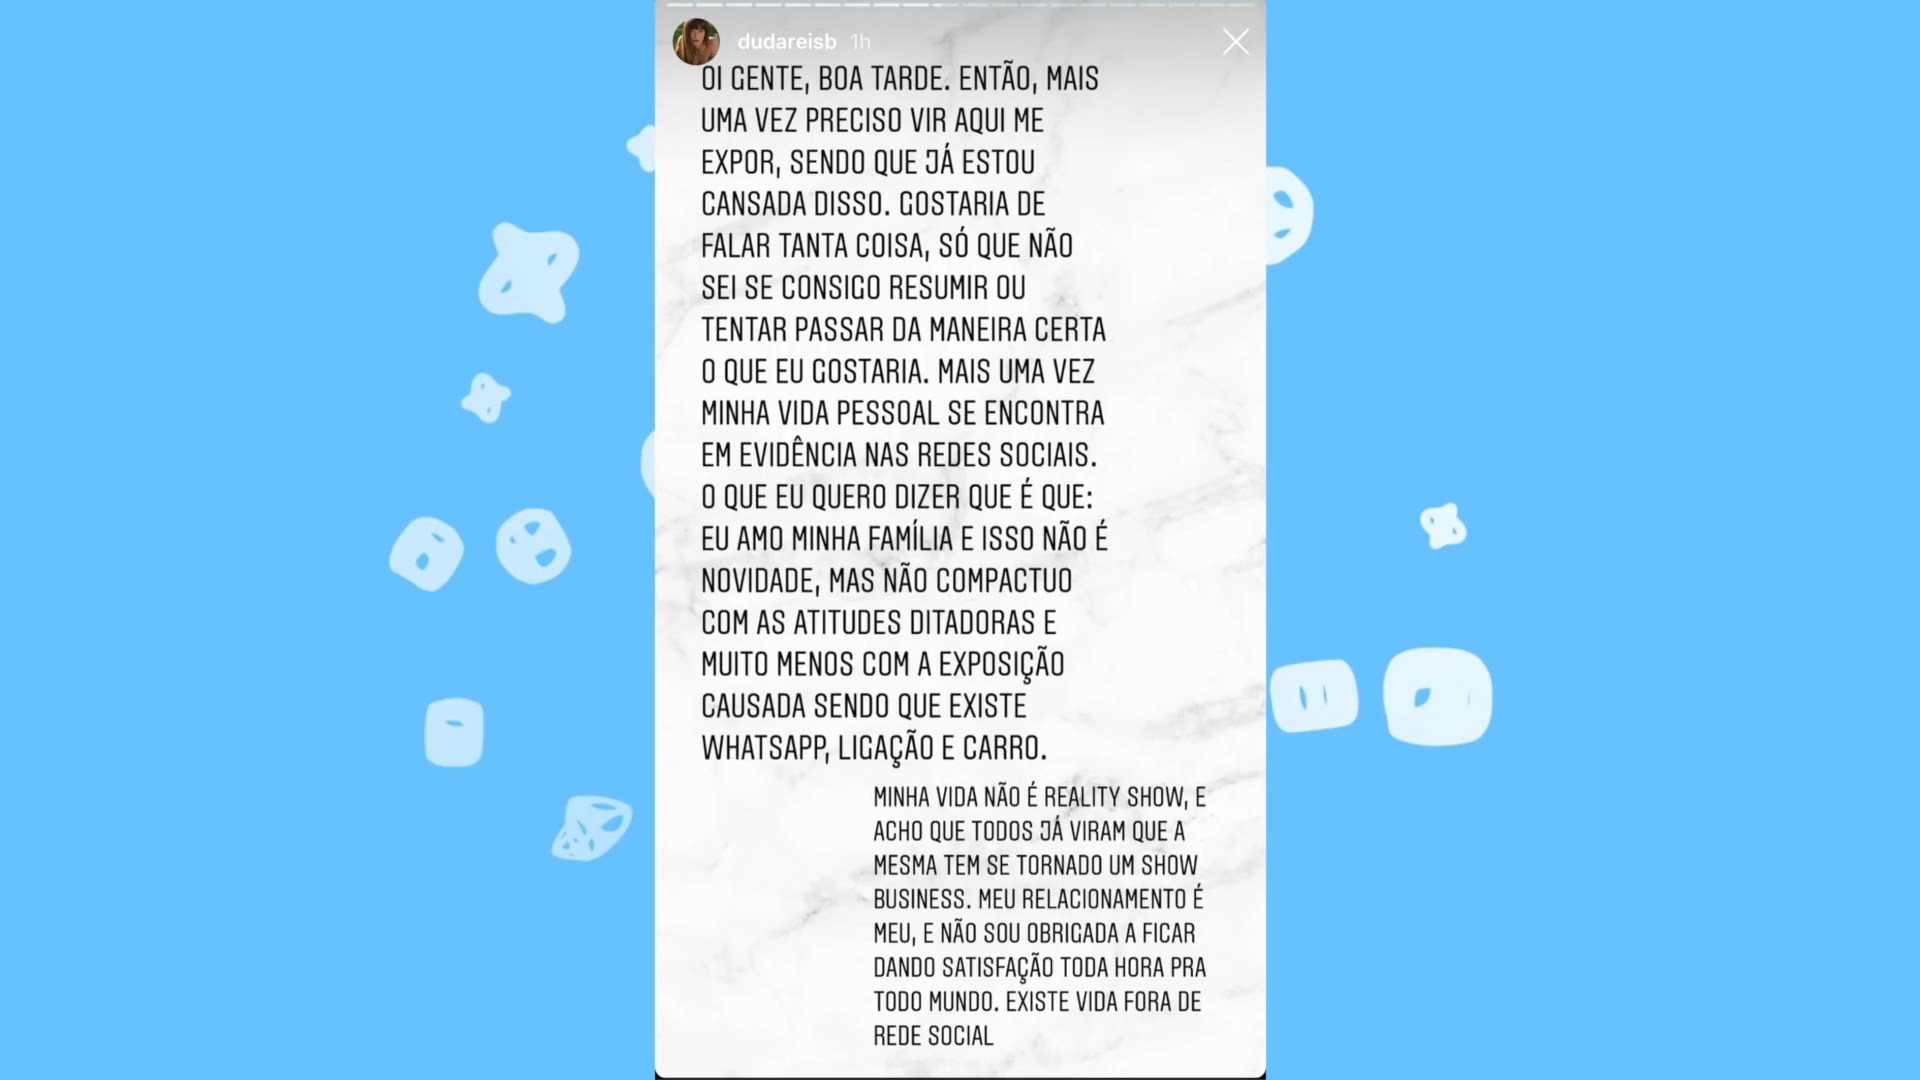 dudareisb 1h
OI GENTE, BOA TARDE. ENTÃO, MAIS
UMA VEZ PRECISO VIR AQUI ME
EXPOR, SENDO QUE JÁ ESTOU
CANSADA DISSO. GOSTARIA DE
FALAR TANTA COISA, SÓ QUE NÃO
SEI SE CONSIGO RESUMIR OU
TENTAR PASSAR DA MANEIRA CERTA
O QUE EU GOSTARIA. MAIS UMA VEZ
MINHA VIDA PESSOAL SE ENCONTRA
EM EVIDÊNCIA NAS REDES SOCIAIS.
O QUE EU QUERO DIZER QUE É QUE:
EU AMO MINHA FAMÍLIA E ISSO NÃO É
NOVIDADE, MAS NÃO COMPACTUO
COM AS ATITUDES DITADORAS E
MUITO MENOS COM A EXPOSIÇÃO
CAUSADA SENDO QUE EXISTE
WHATSAPP, LIGAÇÃO E CARRO.
MINHA VIDA NÃO É REALITY SHOW, E
ACHO QUE TODOS JÁ VIRAM QUE A
MESMA TEM SE TORNADO UM SHOW
BUSINESS. MEU RELACIONAMENTO É
MEU, E NÃO SOU OBRIGADA A FICAR
DANDO SATISFAÇÃO TODA HORA PRA
TODO MUNDO. EXISTE VIDA FORA DE
REDE SOCIAL